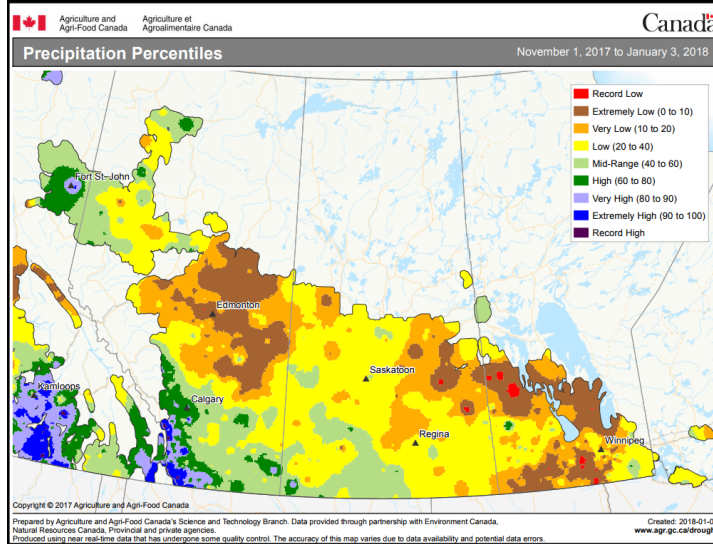 Agriculture and Agriculture et
Agri-Food Canada Agroalimentaire Canada
Canada
Precipitation Percentiles
November 1, 2017 to January 3, 2018
Record Low
Extremely Low (0 to 10)
Very Low (10 to 20)
Low (20 to 40)
Mid-Range (40 to 60)
High (60 to 80)
Very High (80 to 90)
Extremely High (90 to 100)
Record High
Fort St. John
Edmonton
Saskatoon
Kamloops
Calgary
Regina
Winnipeg
Copyright © 2017 Agriculture and Agri-Food Canada
Prepared by Agriculture and Agri-Food Canada's Science and Technology Branch. Data provided through partnership with Environment Canada,
Natural Resources Canada, Provincial and private agencies.
Produced using near real-time data that has undergone some quality control. The accuracy of this map varies due to data availability and potential data errors.
Created: 2018-01-0
www.agr.gc.ca/drough